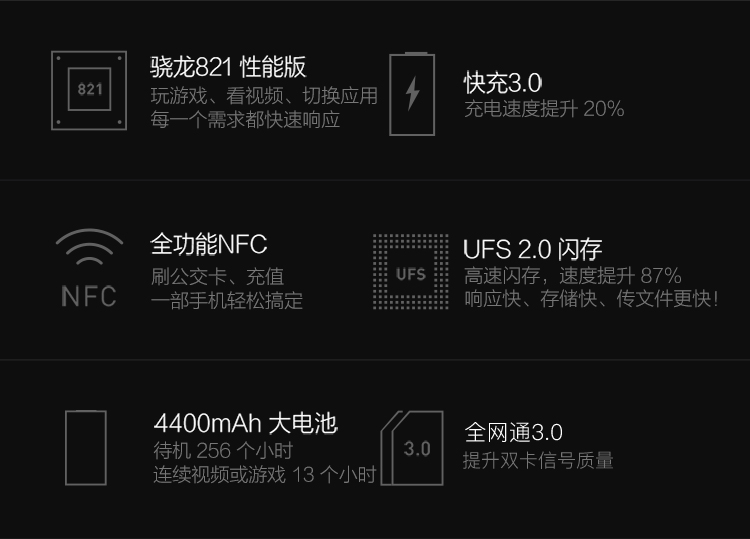 821
骁龙821 性能版
玩游戏、看视频、切换应用
每一个需求都快速响应
快充3.0
充电速度提升 20%
NFC
全功能NFC
刷公交卡、充值
一部手机轻松搞定
UFS
UFS 2.0 闪存
高速闪存，速度提升 87%
响应快、存储快、传文件更快！
4400mAh 大电池
待机 256 个小时
连续视频或游戏 13 个小时
3.0
全网通3.0
提升双卡信号质量